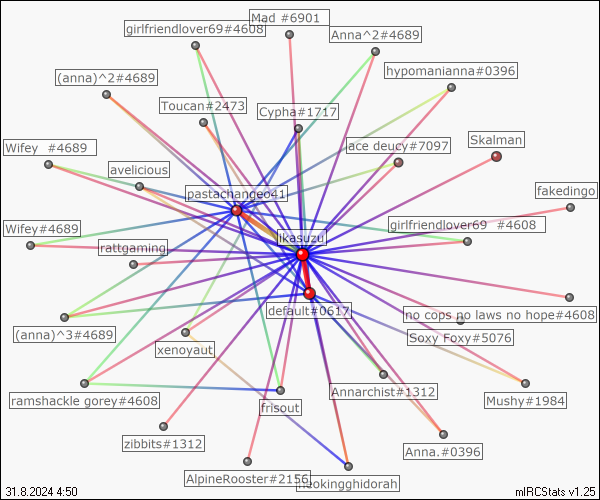 Mad #6901
girlfriendlover69#4608
Anna^2#4689
hypomanianna#0396
(anna)^2#4689
Toucan#2473
Cypha#1717
Skalman
ace deucy#7097
Wifey #4689
avelicious
pastachange041
fakedingo
girlfriendlover69 #4608
Wifey#4689
likasuzu
rattgaming
default#0617
no cops no laws no hope#4608
(anna)^3#4689
Soxy Foxy#5076
xenoyaut
Annarchist#1312
ramshackle gorey#4608
frisout
Mushy#1984
zibbits#1312
Anna.#0396
AlpineRooster#2156
neokingghidorah
31.8.2024 4:50
mIRCStats v1.25